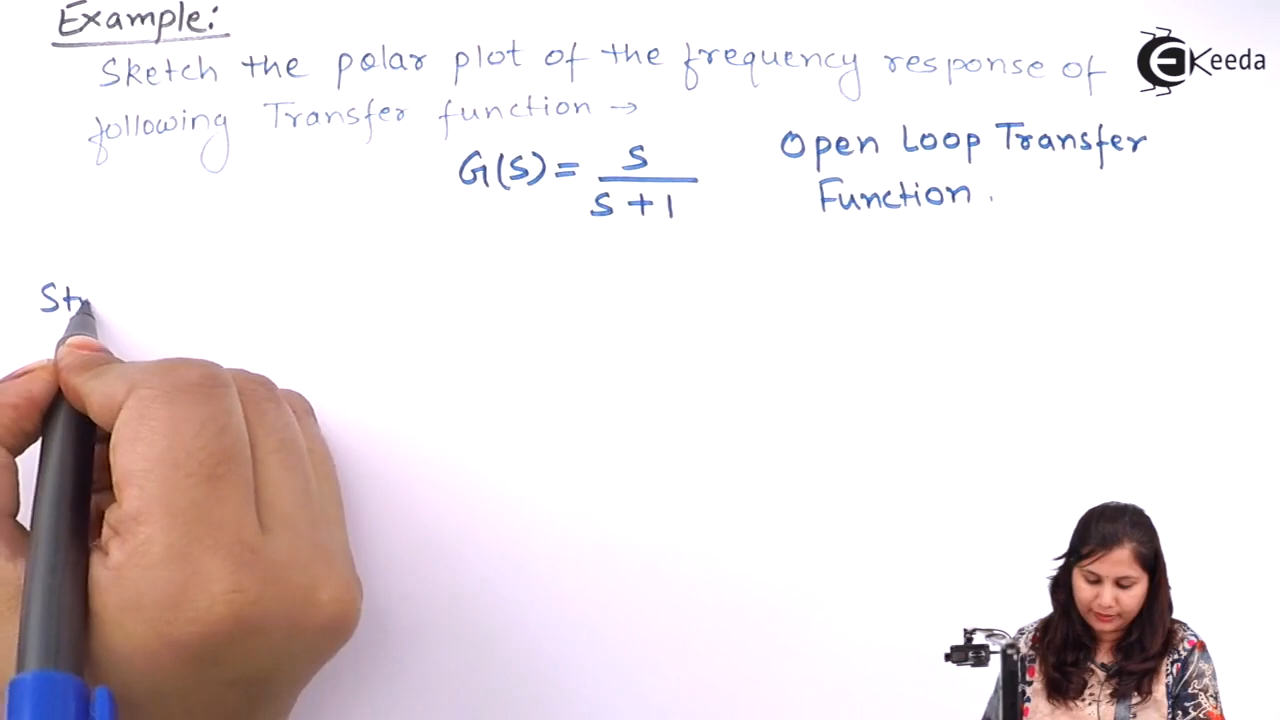 Example:
Sketch the polar plot of the frequency response of
following Transfer function →
G(s) = s / s + 1
Open Loop Transfer
Function.
Ste
EKeeda